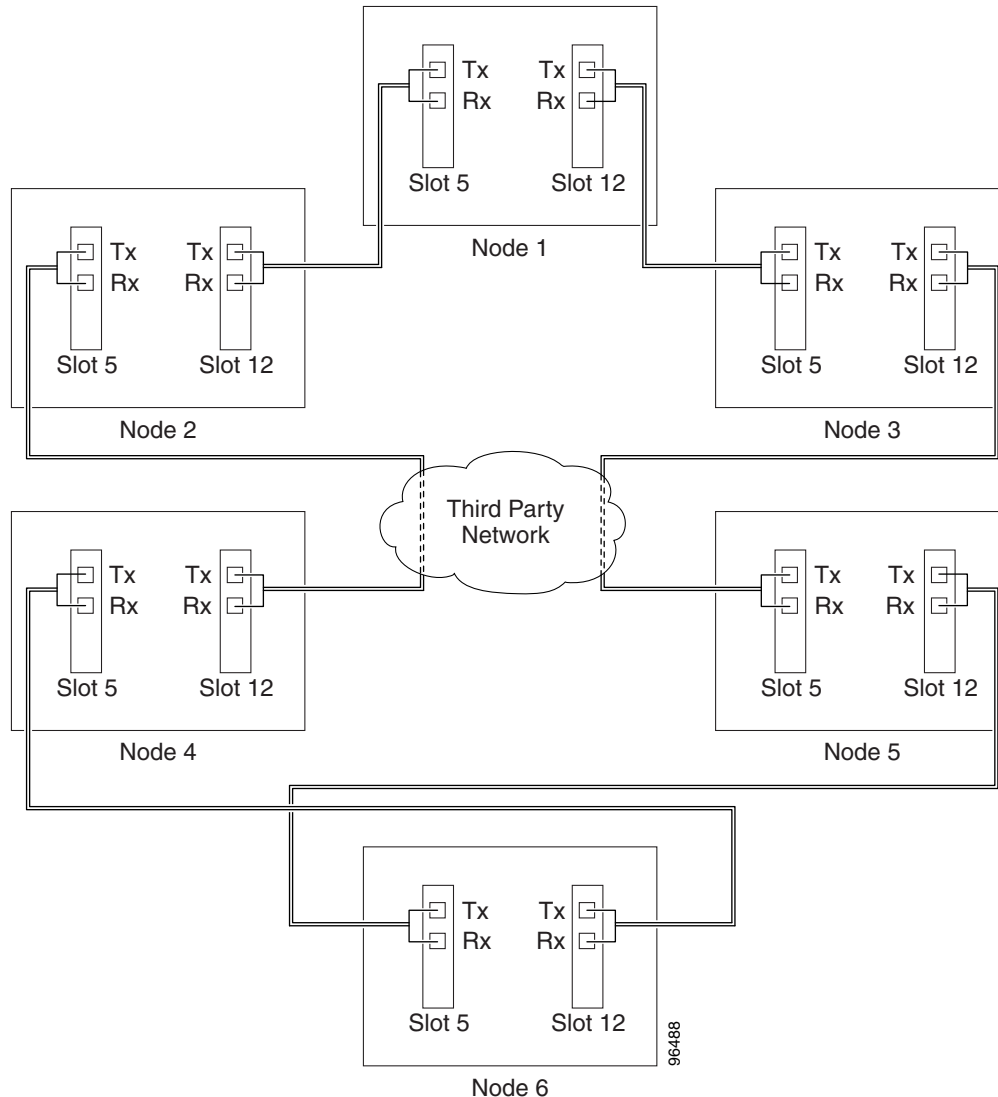 Tx Tx
Rx Rx
Slot 5 Slot 12
Node 1
Tx Tx
Rx Rx
Slot 5 Slot 12
Node 2
Tx Tx
Rx Rx
Slot 5 Slot 12
Node 3
Third Party
Network
Tx Tx
Rx Rx
Slot 5 Slot 12
Node 4
Tx Tx
Rx Rx
Slot 5 Slot 12
Node 5
Tx Tx
Rx Rx
Slot 5 Slot 12
Node 6
96488